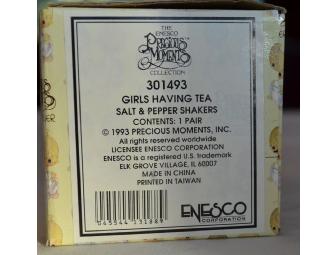 THE
ENESCO
PRECIOUS
MOMENTS
COLLECTION
301493
GIRLS HAVING TEA
SALT & PEPPER SHAKERS
CONTENTS: 1 PAIR
© 1993 PRECIOUS MOMENTS, INC.
All rights reserved worldwide
LICENSEE ENESCO CORPORATION
ENESCO is a registered U.S. trademark
ELK GROVE VILLAGE, IL 60007
MADE IN CHINA
PRINTED IN TAIWAN
ENESCO
CORPORATION